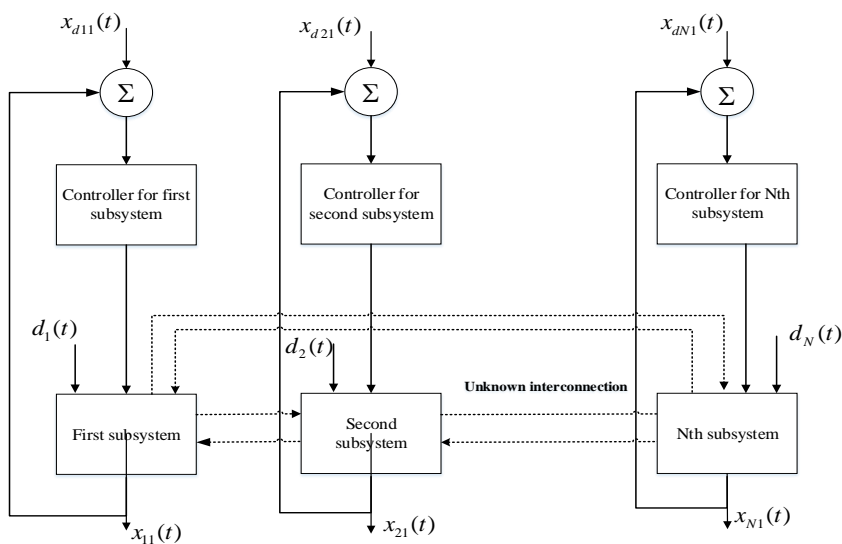 x_{d11}(t)
x_{d21}(t)
x_{dN1}(t)
Σ
Σ
Σ
Controller for first
subsystem
Controller for
second subsystem
Controller for Nth
subsystem
d_1(t)
d_2(t)
d_N(t)
Unknown interconnection
First subsystem
Second
subsystem
Nth subsystem
x_{11}(t)
x_{21}(t)
x_{N1}(t)